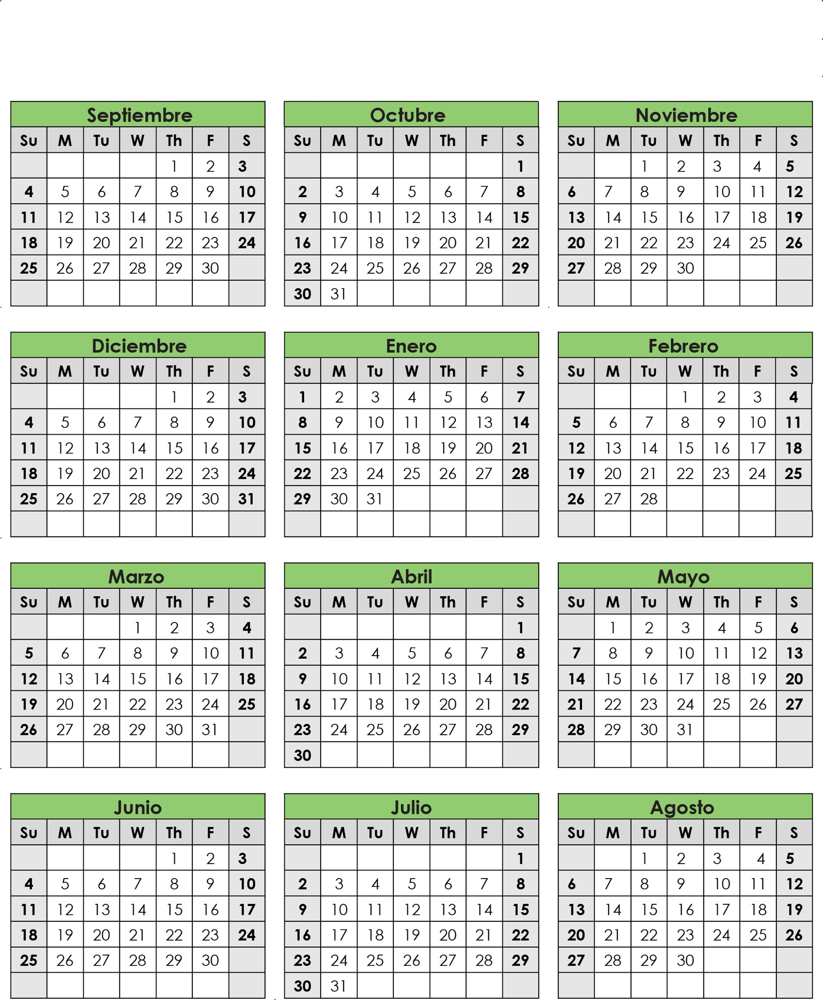 Septiembre
Su M Tu W Th F S
1 2 3
4 5 6 7 8 9 10
11 12 13 14 15 16 17
18 19 20 21 22 23 24
25 26 27 28 29 30
Octubre
Su M Tu W Th F S
1
2 3 4 5 6 7 8
9 10 11 12 13 14 15
16 17 18 19 20 21 22
23 24 25 26 27 28 29
30 31
Noviembre
Su M Tu W Th F S
1 2 3 4 5
6 7 8 9 10 11 12
13 14 15 16 17 18 19
20 21 22 23 24 25 26
27 28 29 30
Diciembre
Su M Tu W Th F S
1 2 3
4 5 6 7 8 9 10
11 12 13 14 15 16 17
18 19 20 21 22 23 24
25 26 27 28 29 30 31
Enero
Su M Tu W Th F S
1 2 3 4 5 6 7
8 9 10 11 12 13 14
15 16 17 18 19 20 21
22 23 24 25 26 27 28
29 30 31
Febrero
Su M Tu W Th F S
1 2 3 4
5 6 7 8 9 10 11
12 13 14 15 16 17 18
19 20 21 22 23 24 25
26 27 28
Marzo
Su M Tu W Th F S
1 2 3 4
5 6 7 8 9 10 11
12 13 14 15 16 17 18
19 20 21 22 23 24 25
26 27 28 29 30 31
Abril
Su M Tu W Th F S
1
2 3 4 5 6 7 8
9 10 11 12 13 14 15
16 17 18 19 20 21 22
23 24 25 26 27 28 29
30
Mayo
Su M Tu W Th F S
1 2 3 4 5 6
7 8 9 10 11 12 13
14 15 16 17 18 19 20
21 22 23 24 25 26 27
28 29 30 31
Junio
Su M Tu W Th F S
1 2 3
4 5 6 7 8 9 10
11 12 13 14 15 16 17
18 19 20 21 22 23 24
25 26 27 28 29 30
Julio
Su M Tu W Th F S
1
2 3 4 5 6 7 8
9 10 11 12 13 14 15
16 17 18 19 20 21 22
23 24 25 26 27 28 29
30 31
Agosto
Su M Tu W Th F S
1 2 3 4 5
6 7 8 9 10 11 12
13 14 15 16 17 18 19
20 21 22 23 24 25 26
27 28 29 30